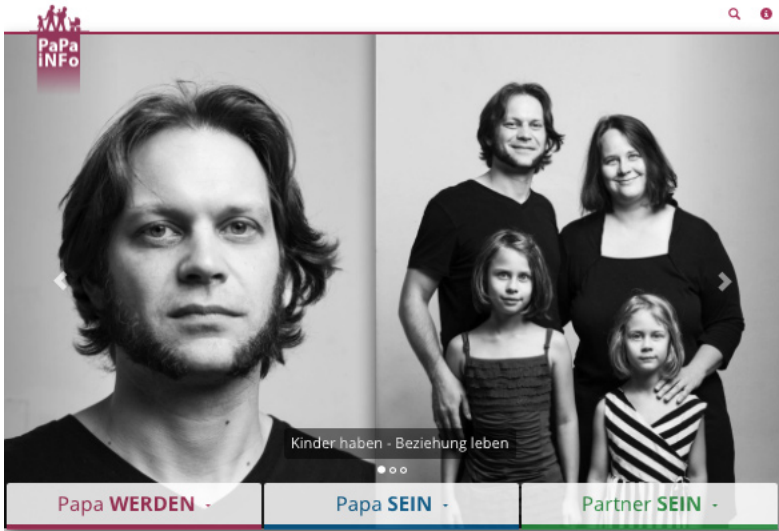 PaPa
iNFo
Kinder haben - Beziehung leben
Papa WERDEN -
Papa SEIN -
Partner SEIN -